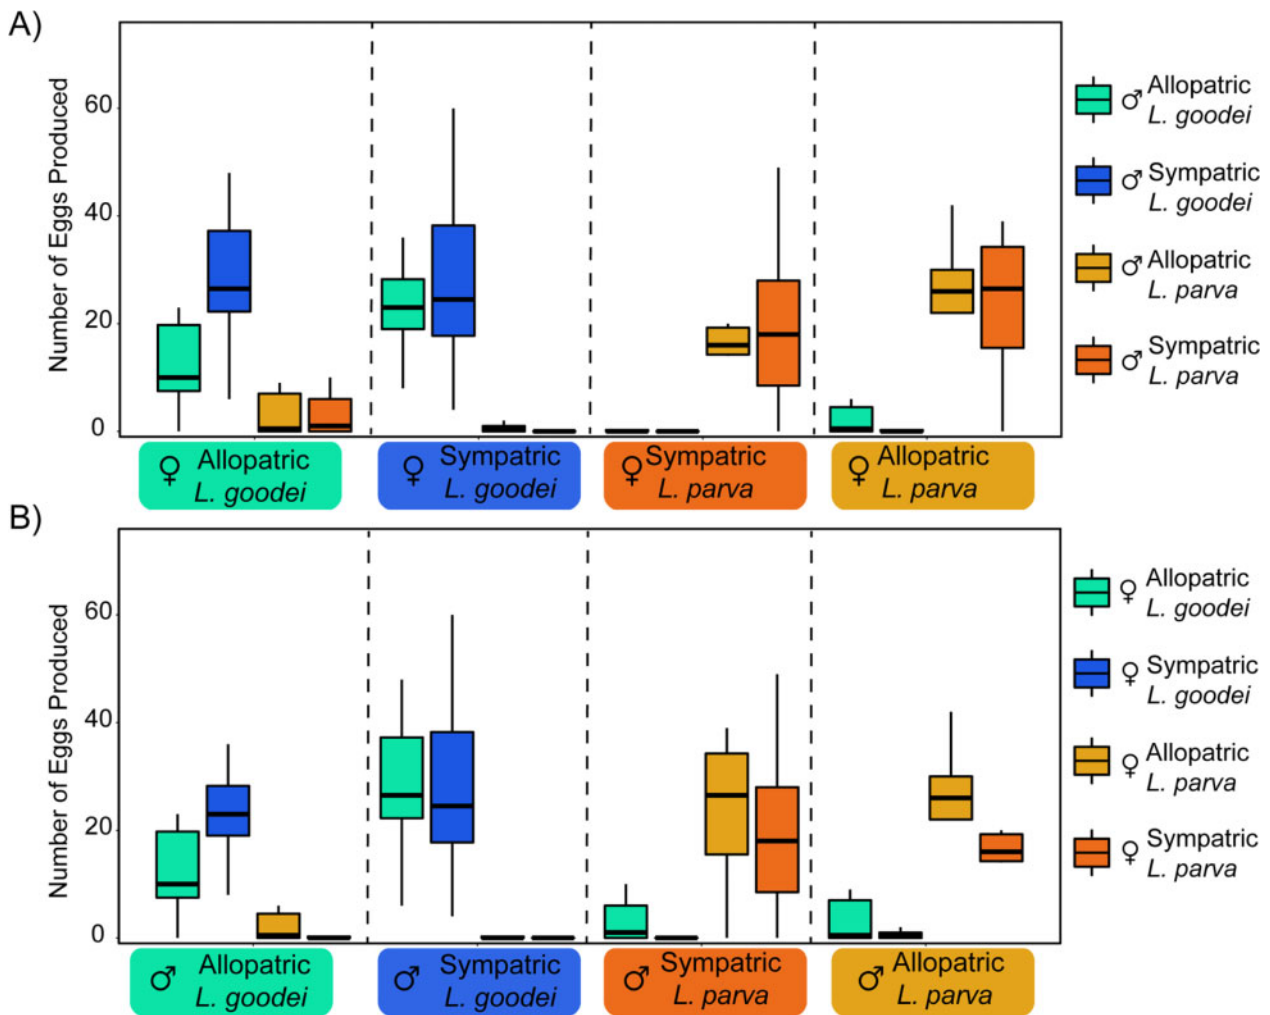 A)
Number of Eggs Produced
60
40
20
0
♀ Allopatric
L. goodei
♀ Sympatric
L. goodei
♀ Sympatric
L. parva
♀ Allopatric
L. parva
♂ Allopatric
L. goodei
♂ Sympatric
L. goodei
♂ Allopatric
L. parva
♂ Sympatric
L. parva
B)
Number of Eggs Produced
60
40
20
0
♂ Allopatric
L. goodei
♂ Sympatric
L. goodei
♂ Sympatric
L. parva
♂ Allopatric
L. parva
♀ Allopatric
L. goodei
♀ Sympatric
L. goodei
♀ Allopatric
L. parva
♀ Sympatric
L. parva